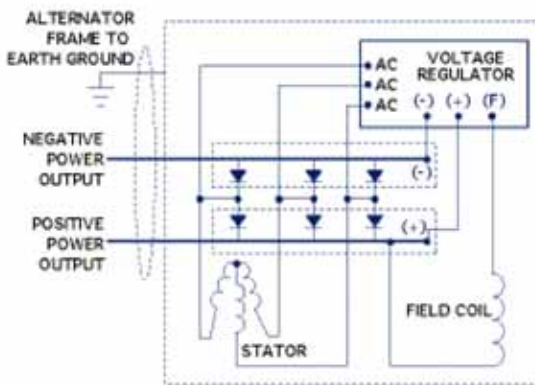 ALTERNATOR
FRAME TO
EARTH GROUND
VOLTAGE
REGULATOR
AC
AC
AC
(-) (+) (F)
NEGATIVE
POWER
OUTPUT
(-)
POSITIVE
POWER
OUTPUT
(+)
FIELD COIL
STATOR